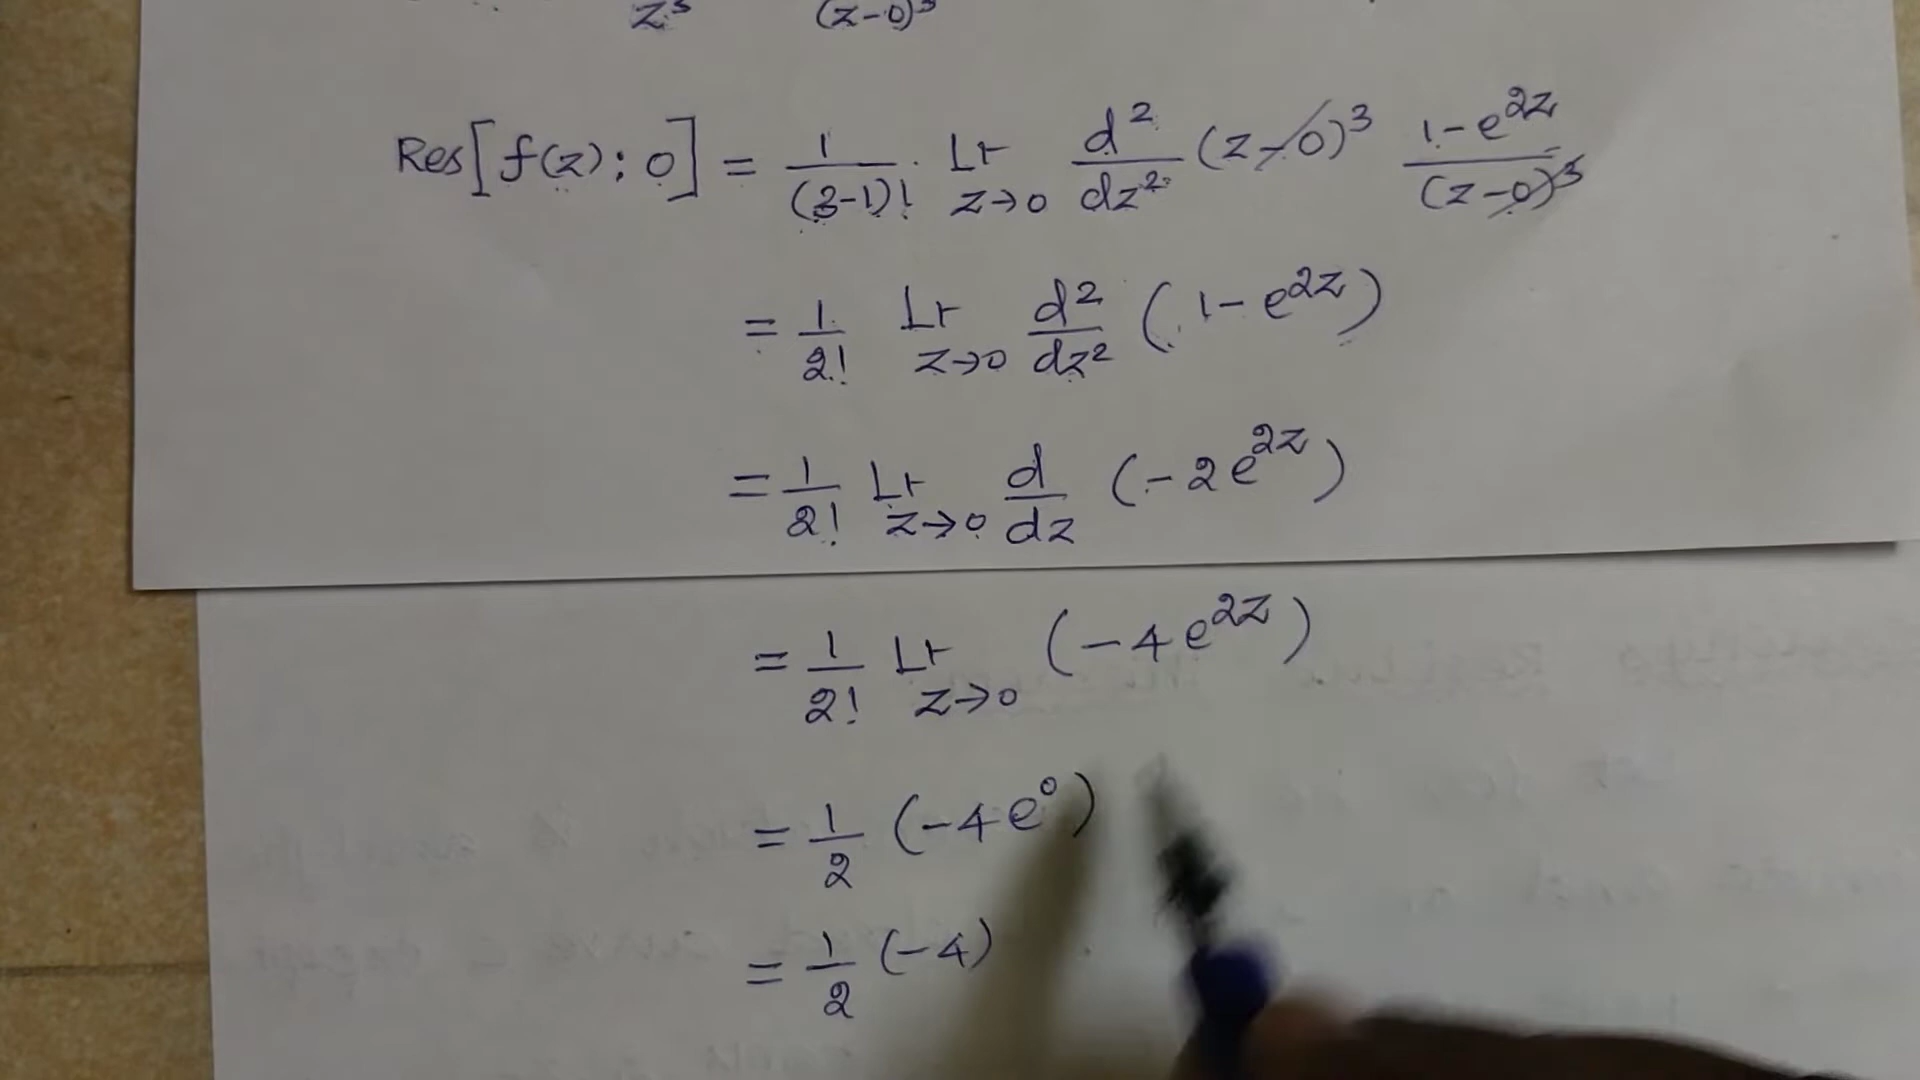 z³ (z-0)³
Res[f(z); 0] = 1/(3-1)! Lt z→0 d²/dz² (z-0)³ 1-e^2z/(z-0)³
= 1/2! Lt z→0 d²/dz² (1-e^2z)
= 1/2! Lt z→0 d/dz (-2e^2z)
= 1/2! Lt z→0 (-4e^2z)
= 1/2 (-4e⁰)
= 1/2 (-4)